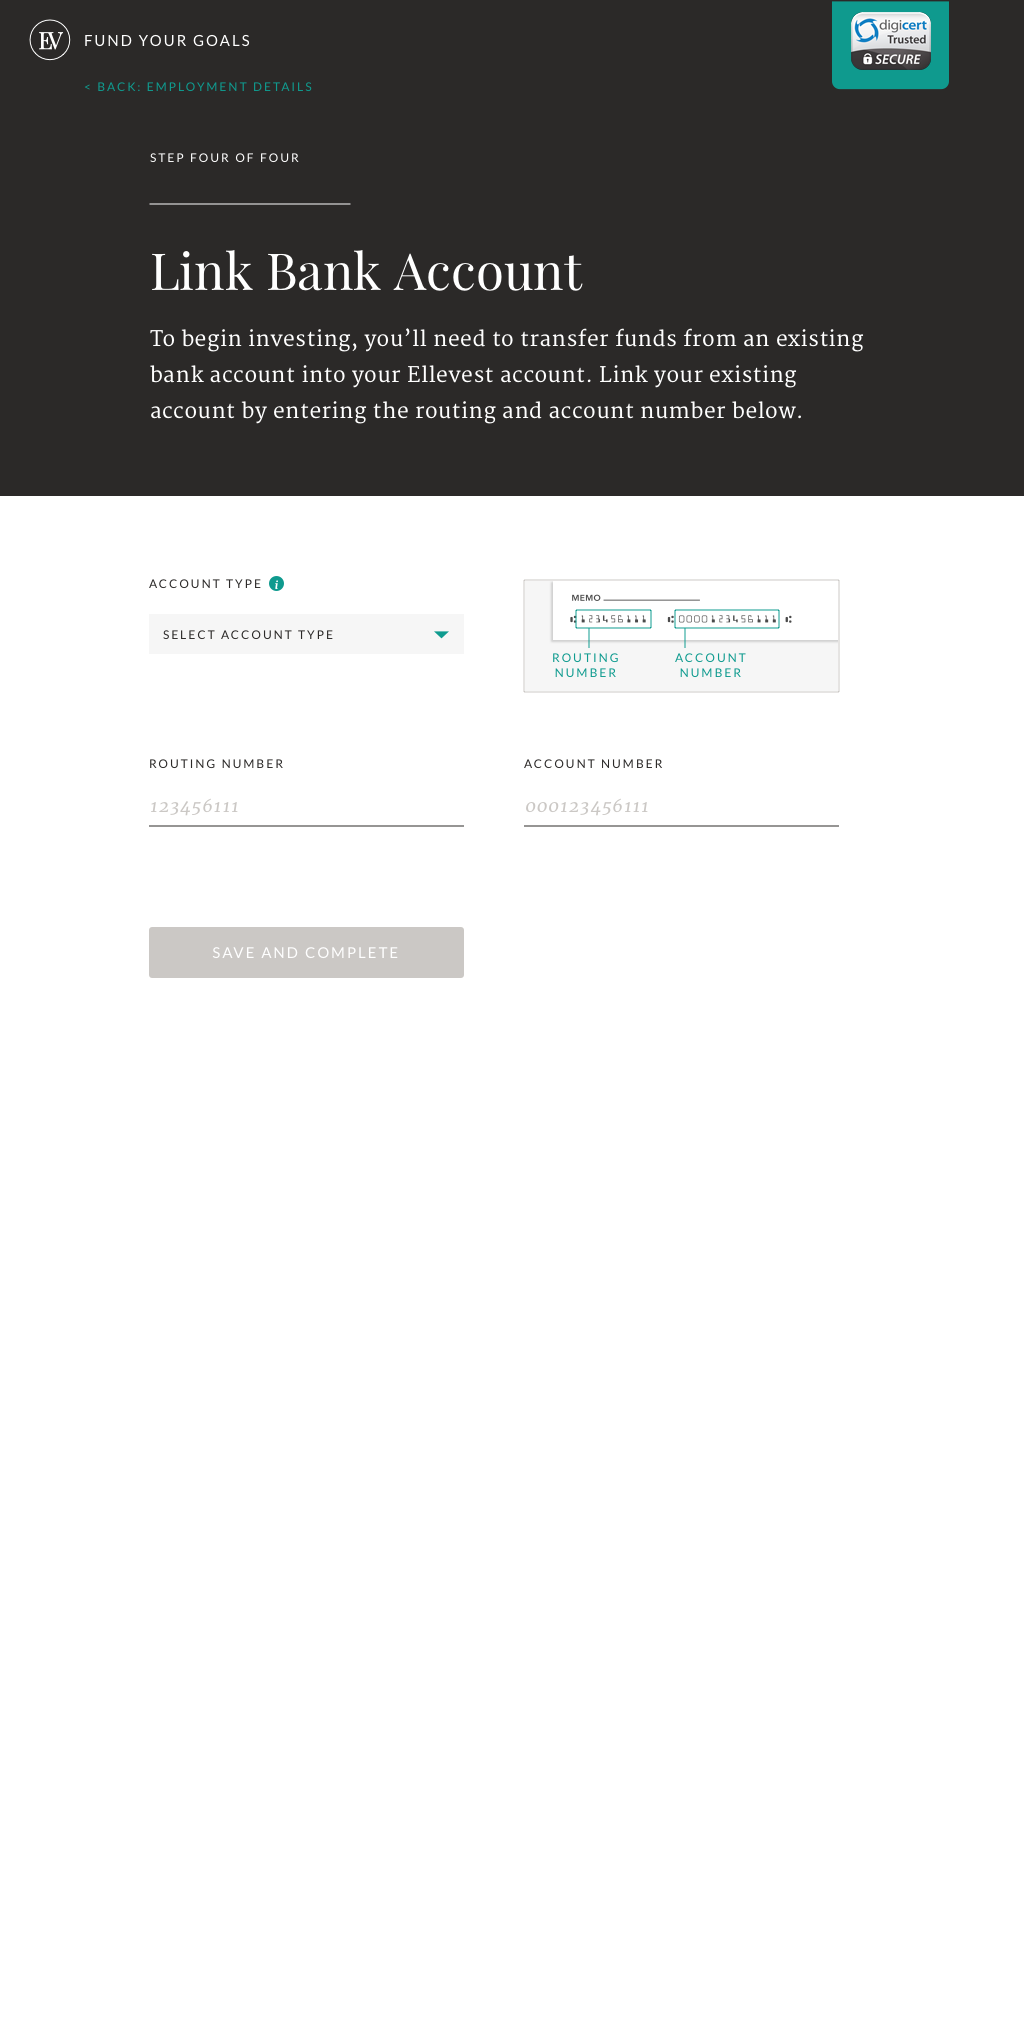 EV FUND YOUR GOALS
digicert
Trusted
SECURE
< BACK: EMPLOYMENT DETAILS
STEP FOUR OF FOUR
Link Bank Account
To begin investing, you’ll need to transfer funds from an existing
bank account into your Ellevest account. Link your existing
account by entering the routing and account number below.
ACCOUNT TYPE i
SELECT ACCOUNT TYPE
MEMO
123456111 0000123456111
ROUTING
NUMBER
ACCOUNT
NUMBER
ROUTING NUMBER
123456111
ACCOUNT NUMBER
000123456111
SAVE AND COMPLETE